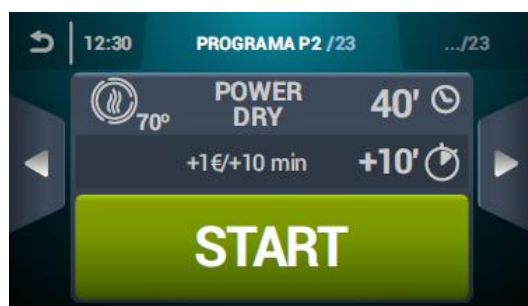 12:30 PROGRAMA P2 /23 .../23
70º POWER DRY 40'
+1€/+10 min +10'
START